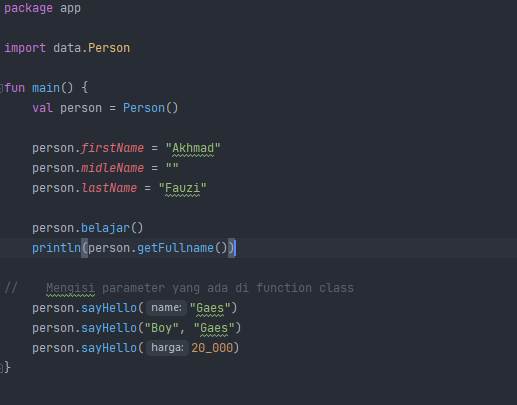 package app
import data.Person
fun main() {
val person = Person()
person.firstName = "Akhmad"
person.midleName = ""
person.lastName = "Fauzi"
person.belajar()
println(person.getFullname())
// Mengisi parameter yang ada di function class
person.sayHello( name: "Gaes")
person.sayHello("Boy", "Gaes")
person.sayHello( harga: 20_000)
}